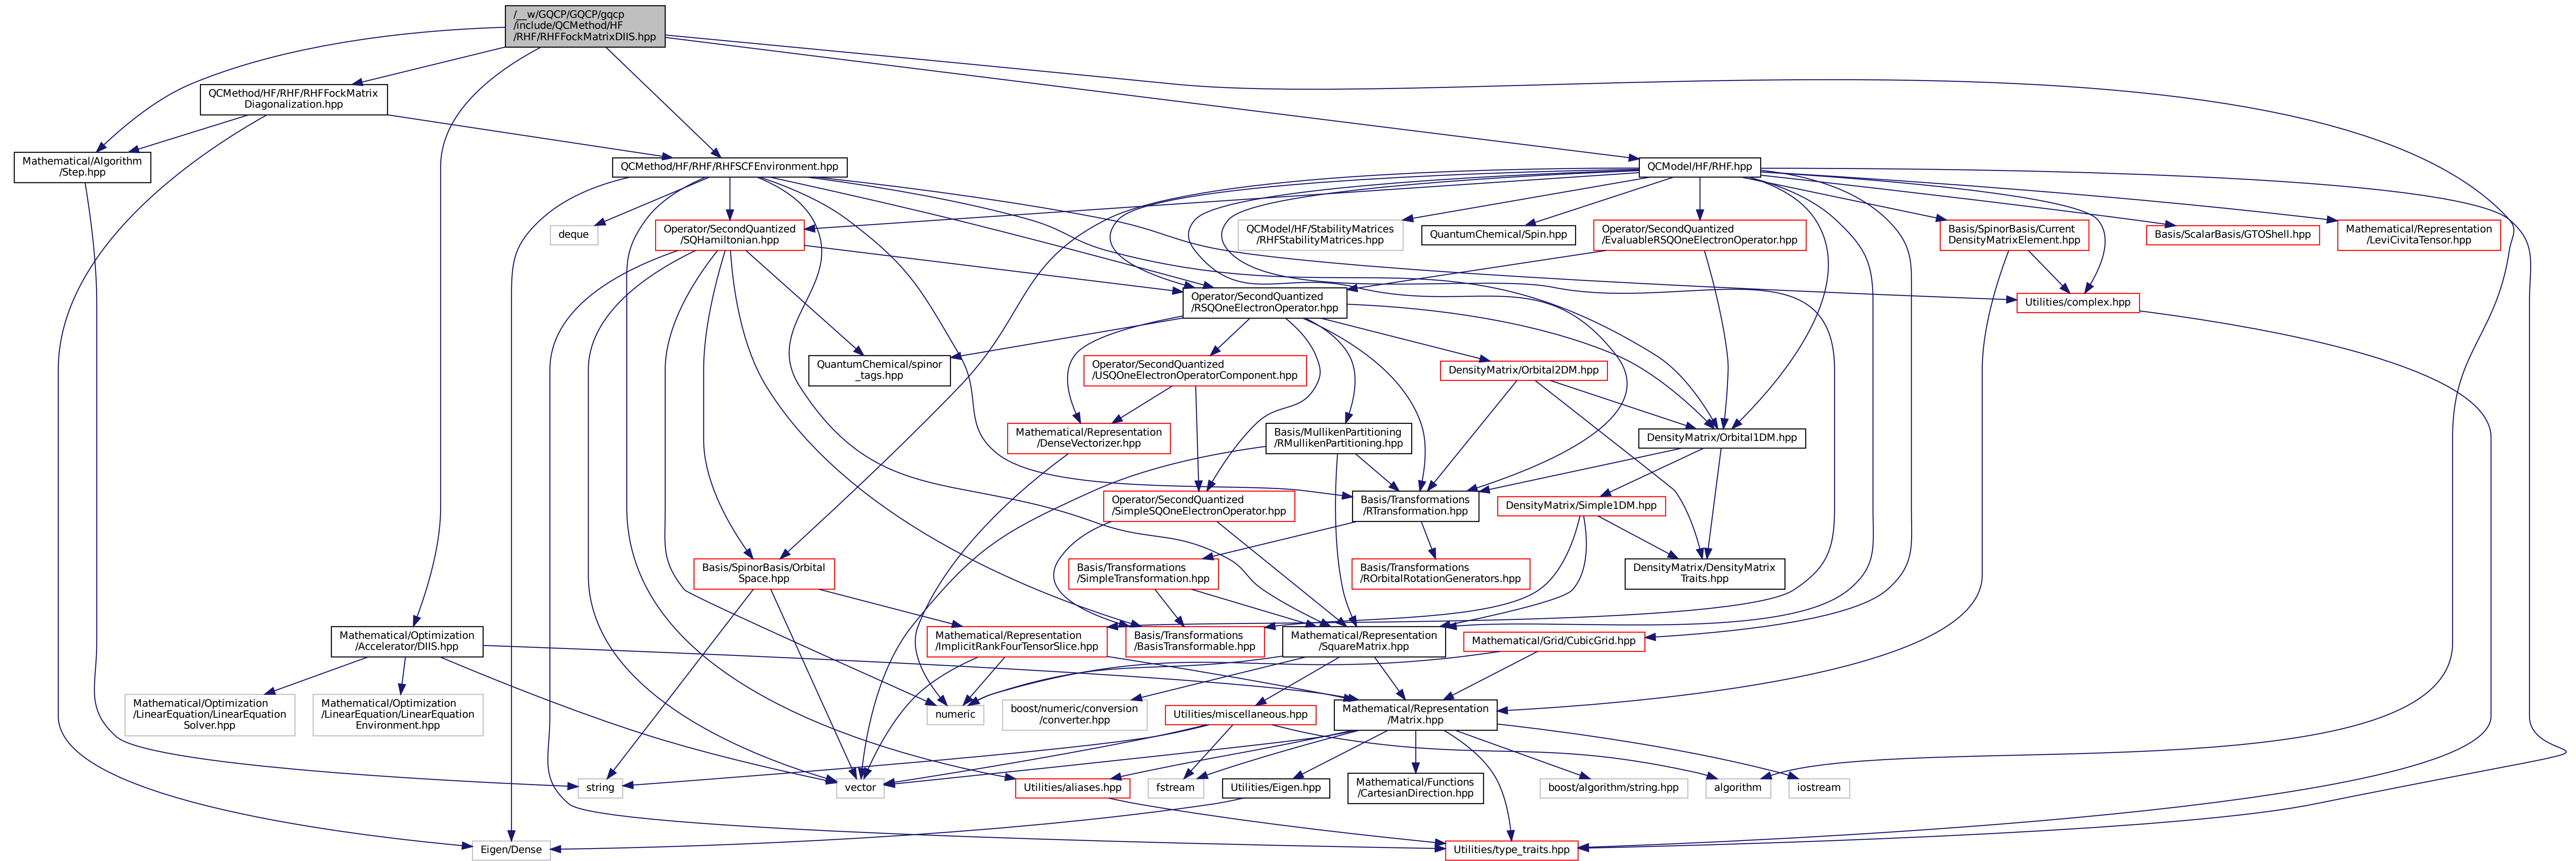 /__w/GQCP/GQCP/gqcp
/include/QCMethod/HF
/RHF/RHFFockMatrixDIIS.hpp
QCMethod/HF/RHF/RHFFockMatrix
Diagonalization.hpp
Mathematical/Algorithm
/Step.hpp
QCMethod/HF/RHF/RHFSCFEnvironment.hpp
QCModel/HF/RHF.hpp
deque
Operator/SecondQuantized
/SQHamiltonian.hpp
QCModel/HF/StabilityMatrices
/RHFStabilityMatrices.hpp
QuantumChemical/Spin.hpp
Operator/SecondQuantized
/EvaluableRSQOneElectronOperator.hpp
Basis/SpinorBasis/Current
DensityMatrixElement.hpp
Basis/ScalarBasis/GTOShell.hpp
Mathematical/Representation
/LeviCivitaTensor.hpp
Operator/SecondQuantized
/RSQOneElectronOperator.hpp
Utilities/complex.hpp
QuantumChemical/spinor
_tags.hpp
Operator/SecondQuantized
/USQOneElectronOperatorComponent.hpp
DensityMatrix/Orbital2DM.hpp
Mathematical/Representation
/DenseVectorizer.hpp
Basis/MullikenPartitioning
/RMullikenPartitioning.hpp
DensityMatrix/Orbital1DM.hpp
Operator/SecondQuantized
/SimpleSQOneElectronOperator.hpp
Basis/Transformations
/RTransformation.hpp
DensityMatrix/Simple1DM.hpp
Basis/SpinorBasis/Orbital
Space.hpp
Basis/Transformations
/SimpleTransformation.hpp
Basis/Transformations
/ROrbitalRotationGenerators.hpp
DensityMatrix/DensityMatrix
Traits.hpp
Mathematical/Optimization
/Accelerator/DIIS.hpp
Mathematical/Representation
/ImplicitRankFourTensorSlice.hpp
Basis/Transformations
/BasisTransformable.hpp
Mathematical/Representation
/SquareMatrix.hpp
Mathematical/Grid/CubicGrid.hpp
Mathematical/Optimization
/LinearEquation/LinearEquation
Solver.hpp
Mathematical/Optimization
/LinearEquation/LinearEquation
Environment.hpp
numeric
boost/numeric/conversion
/converter.hpp
Utilities/miscellaneous.hpp
Mathematical/Representation
/Matrix.hpp
string
vector
Utilities/aliases.hpp
fstream
Utilities/Eigen.hpp
Mathematical/Functions
/CartesianDirection.hpp
boost/algorithm/string.hpp
algorithm
iostream
Eigen/Dense
Utilities/type_traits.hpp